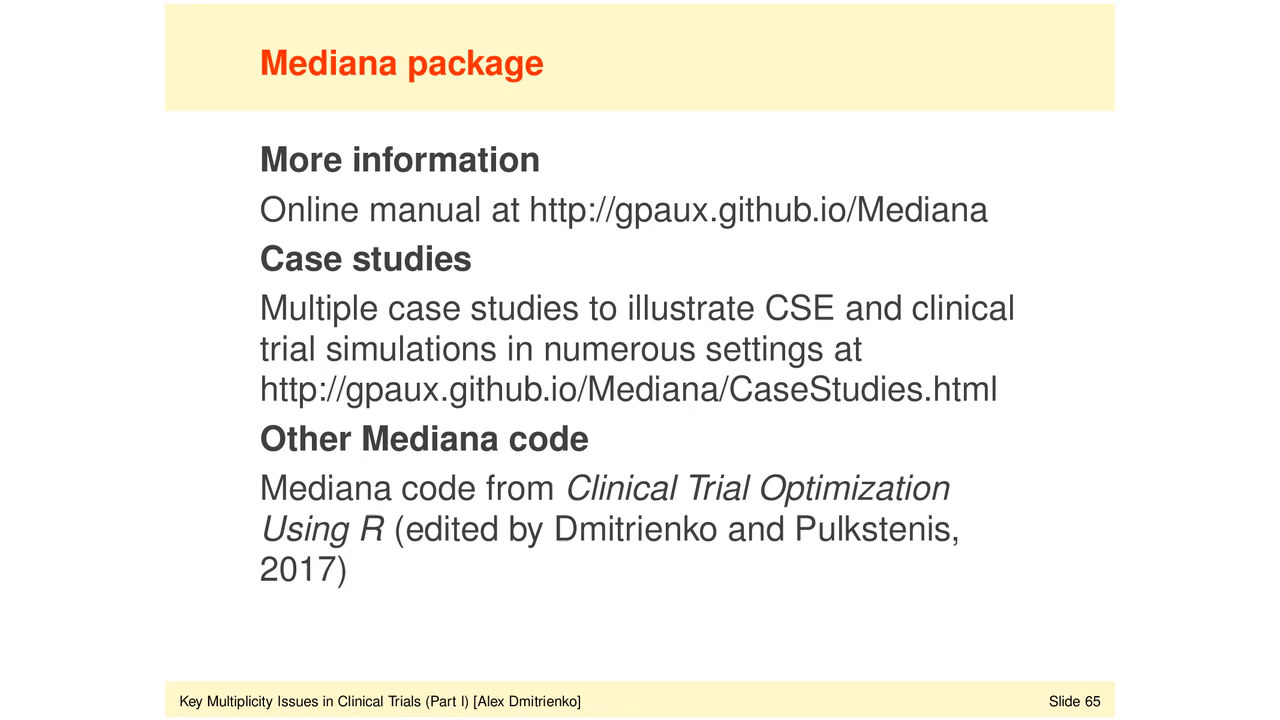 Mediana package
More information
Online manual at http://gpaux.github.io/Mediana
Case studies
Multiple case studies to illustrate CSE and clinical
trial simulations in numerous settings at
http://gpaux.github.io/Mediana/CaseStudies.html
Other Mediana code
Mediana code from Clinical Trial Optimization
Using R (edited by Dmitrienko and Pulkstenis,
2017)
Key Multiplicity Issues in Clinical Trials (Part I) [Alex Dmitrienko]
Slide 65